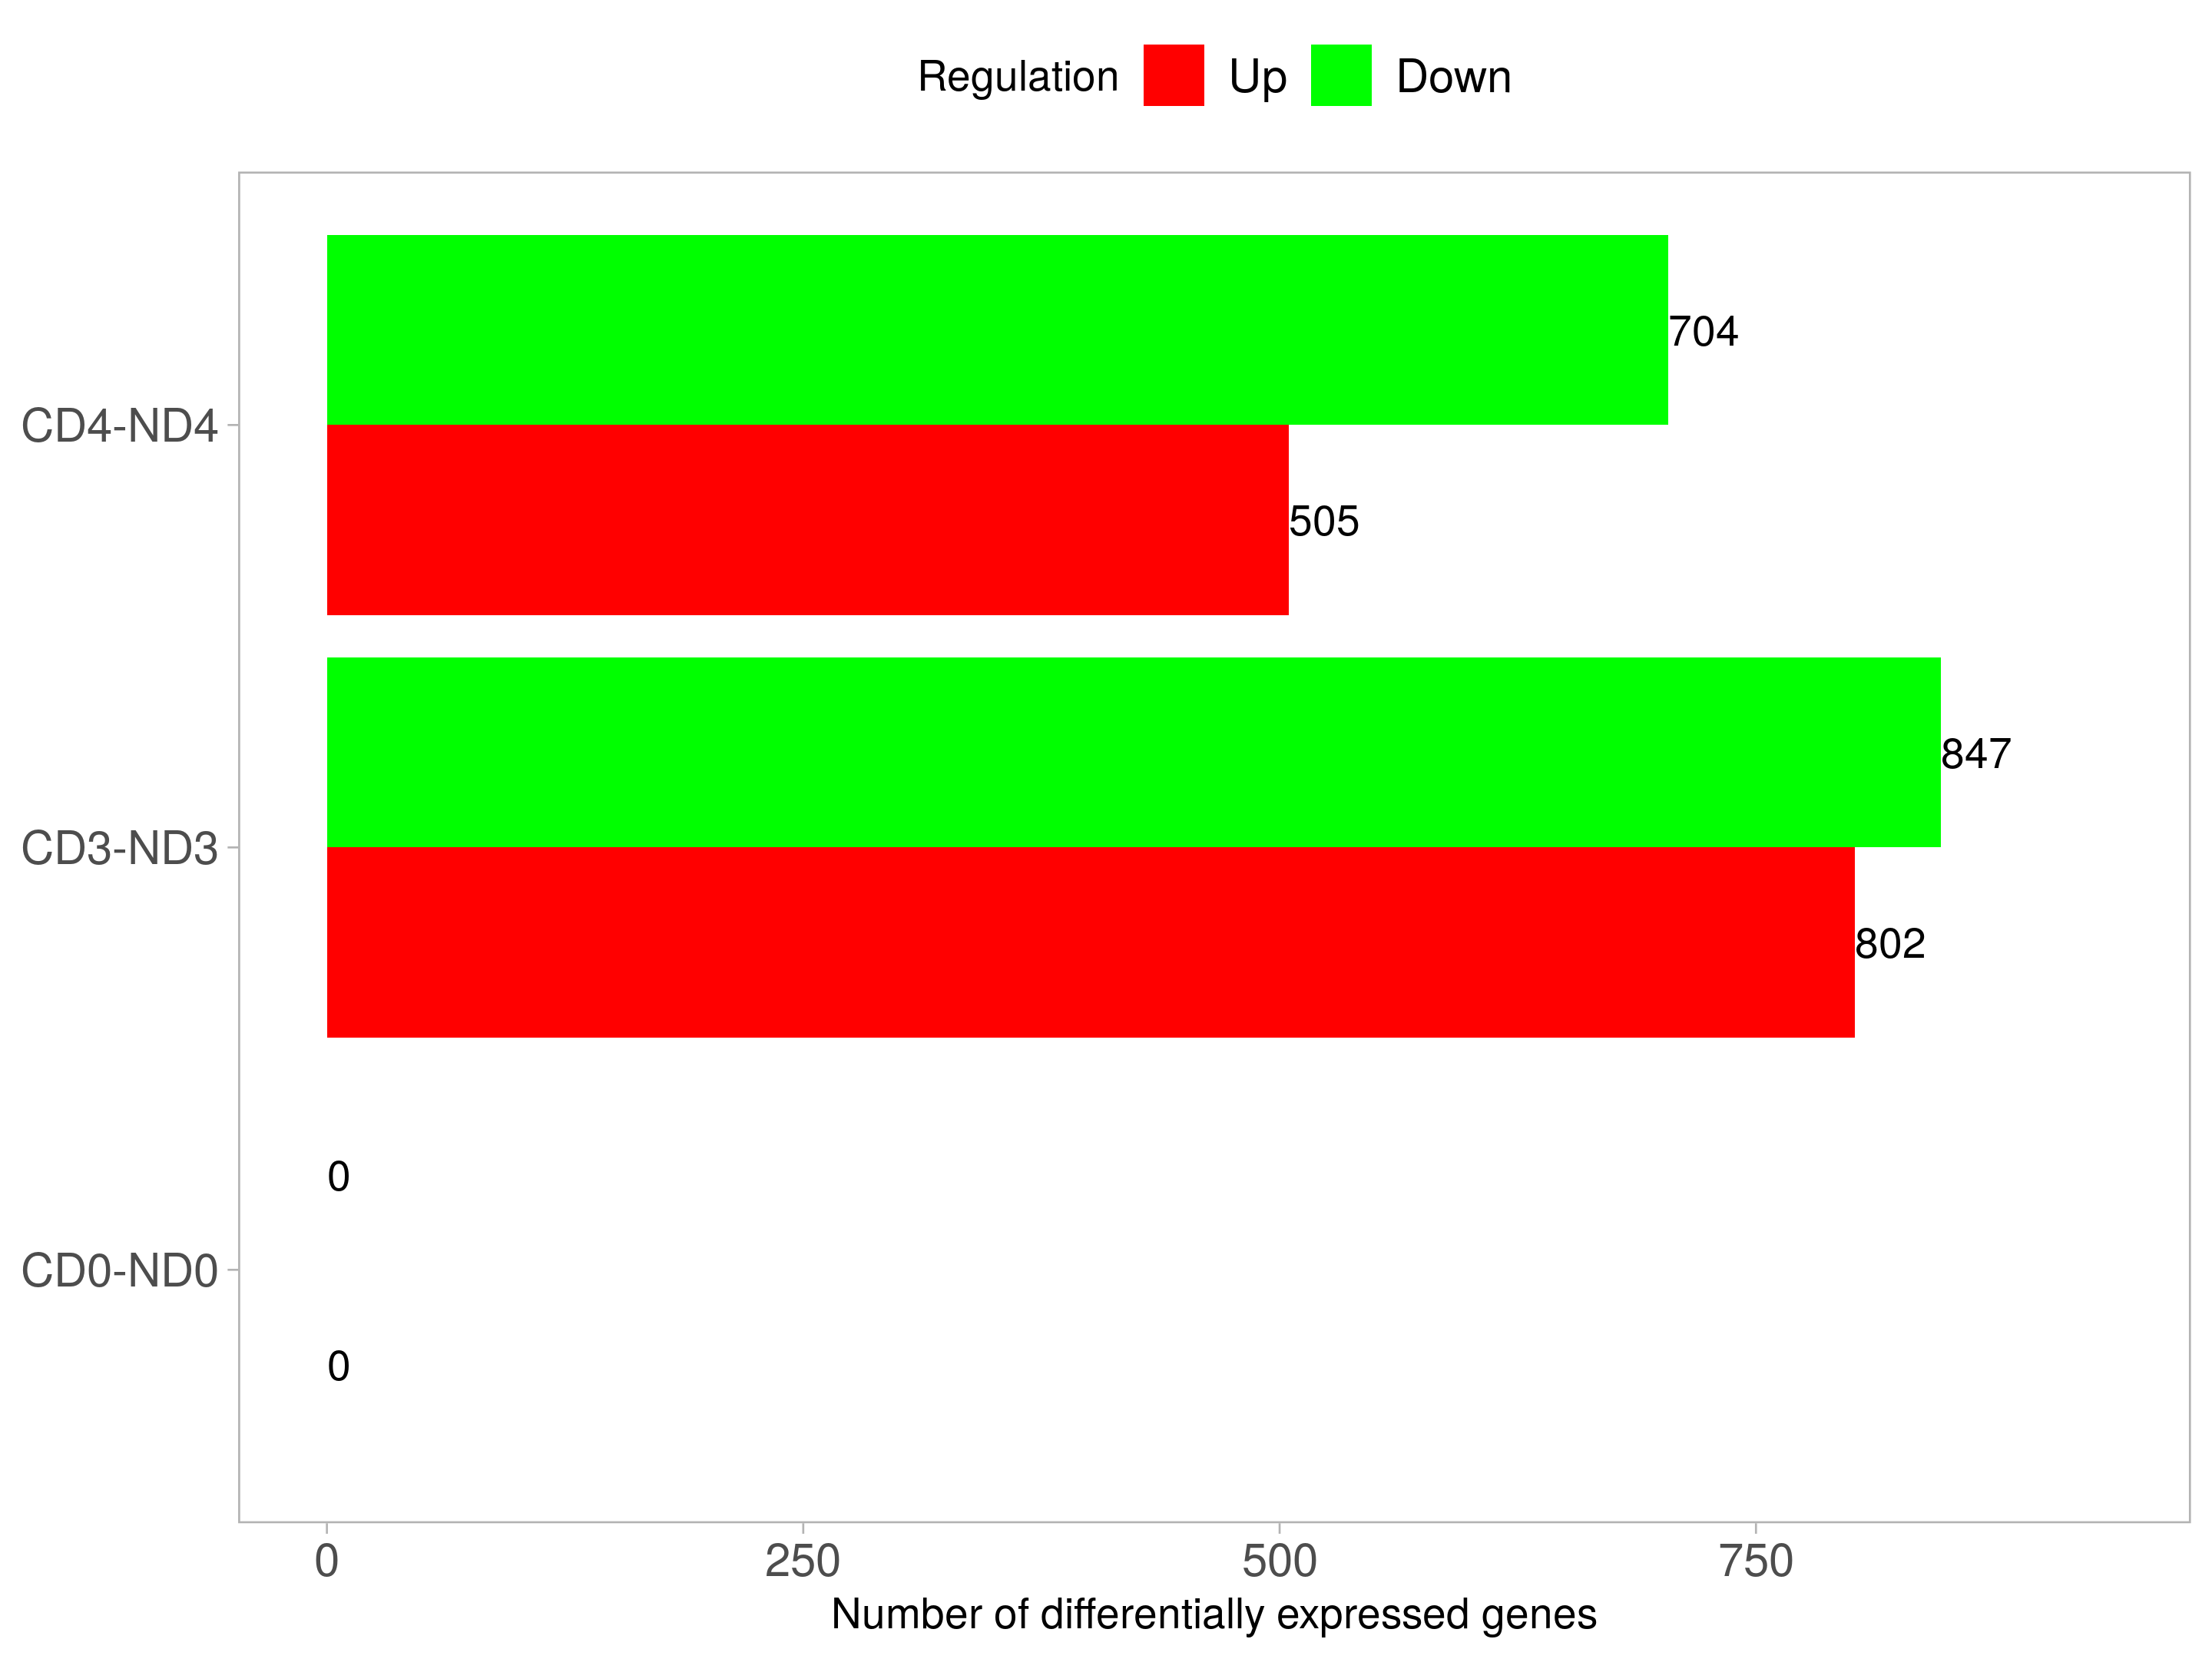 Regulation Up Down
704
CD4-ND4
505
847
CD3-ND3
802
0
CD0-ND0
0
0 250 500 750
Number of differentially expressed genes